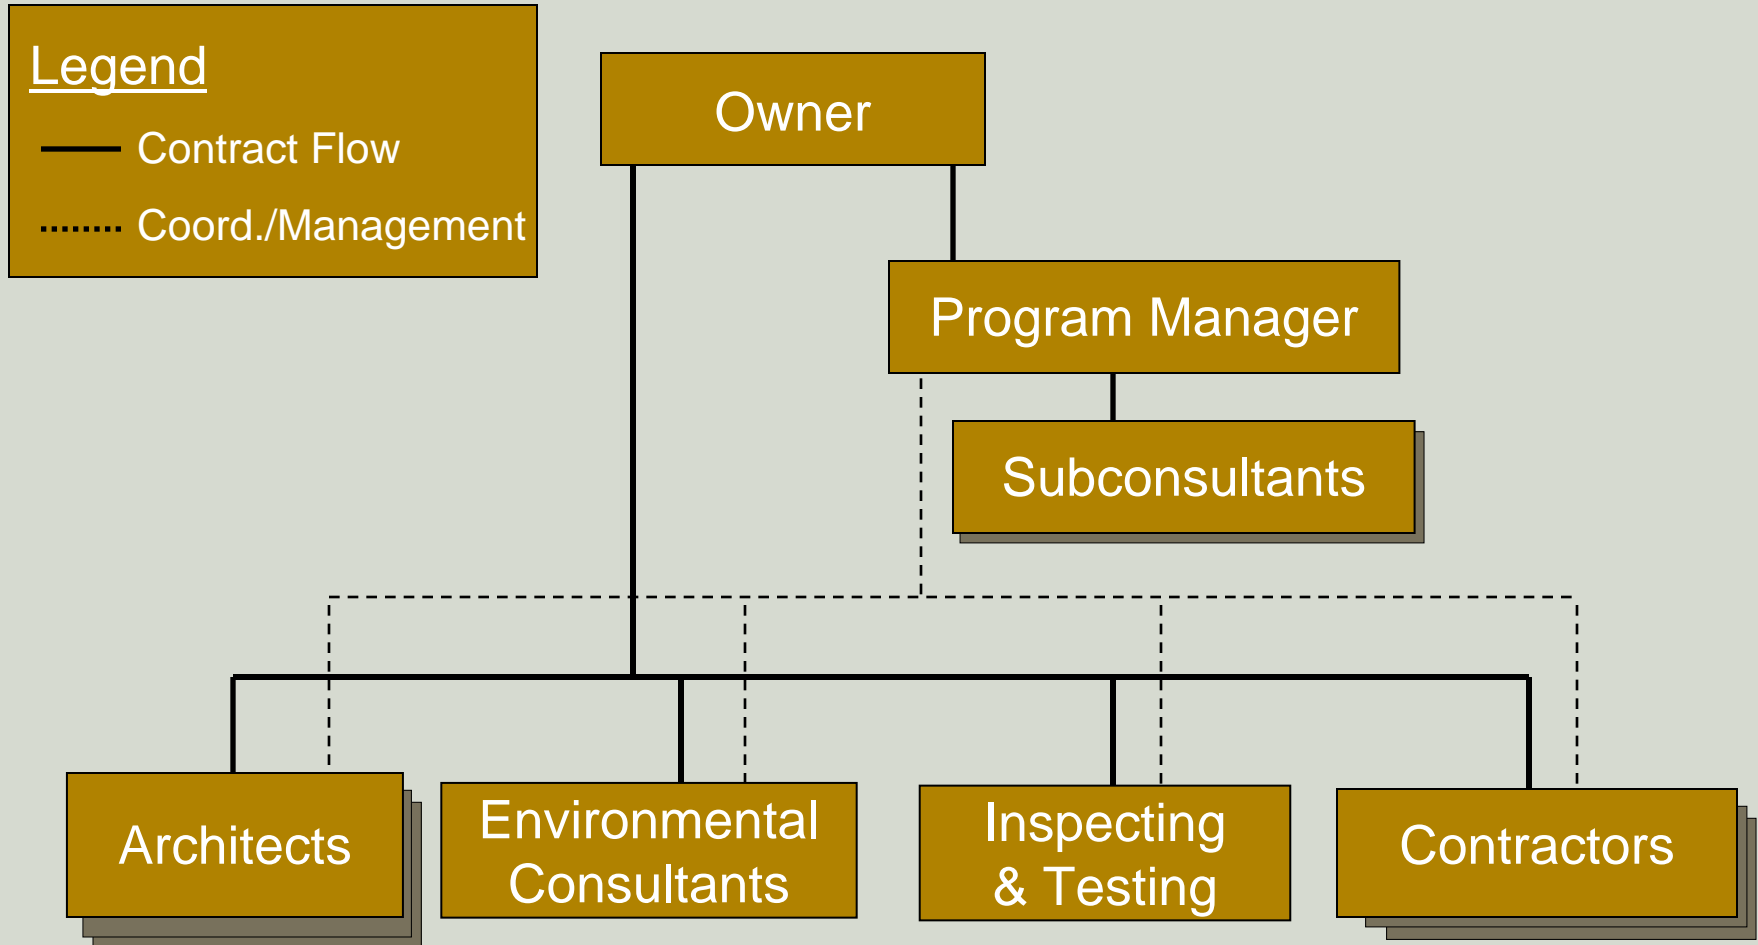 Legend
Contract Flow
Coord./Management
Owner
Program Manager
Subconsultants
Architects
Environmental
Consultants
Inspecting
& Testing
Contractors